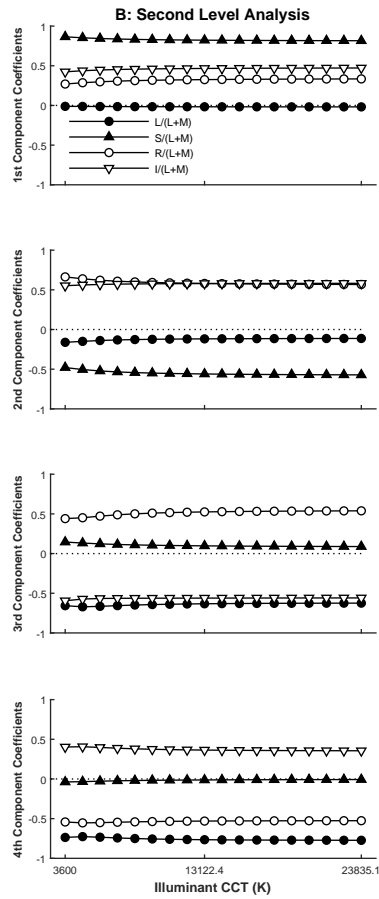 B: Second Level Analysis
1
0.5
0
-0.5
-1
1st Component Coefficients
L/(L+M)
S/(L+M)
R/(L+M)
I/(L+M)
1
0.5
0
-0.5
-1
2nd Component Coefficients
1
0.5
0
-0.5
-1
3rd Component Coefficients
1
0.5
0
-0.5
-1
4th Component Coefficients
3600
13122.4
23835.1
Illuminant CCT (K)